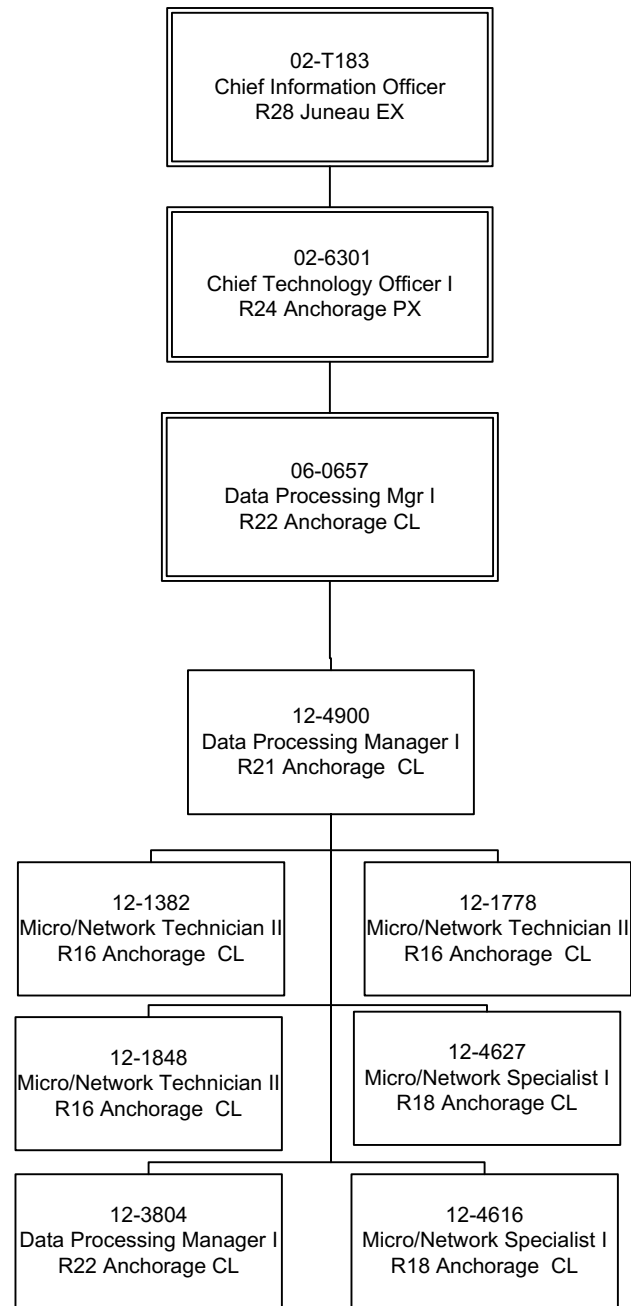 02-T183
Chief Information Officer
R28 Juneau EX
02-6301
Chief Technology Officer I
R24 Anchorage PX
06-0657
Data Processing Mgr I
R22 Anchorage CL
12-4900
Data Processing Manager I
R21 Anchorage  CL
12-1382
Micro/Network Technician II
R16 Anchorage  CL
12-1778
Micro/Network Technician II
R16 Anchorage  CL
12-1848
Micro/Network Technician II
R16 Anchorage  CL
12-4627
Micro/Network Specialist I
R18 Anchorage CL
12-3804
Data Processing Manager I
R22 Anchorage CL
12-4616
Micro/Network Specialist I
R18 Anchorage CL